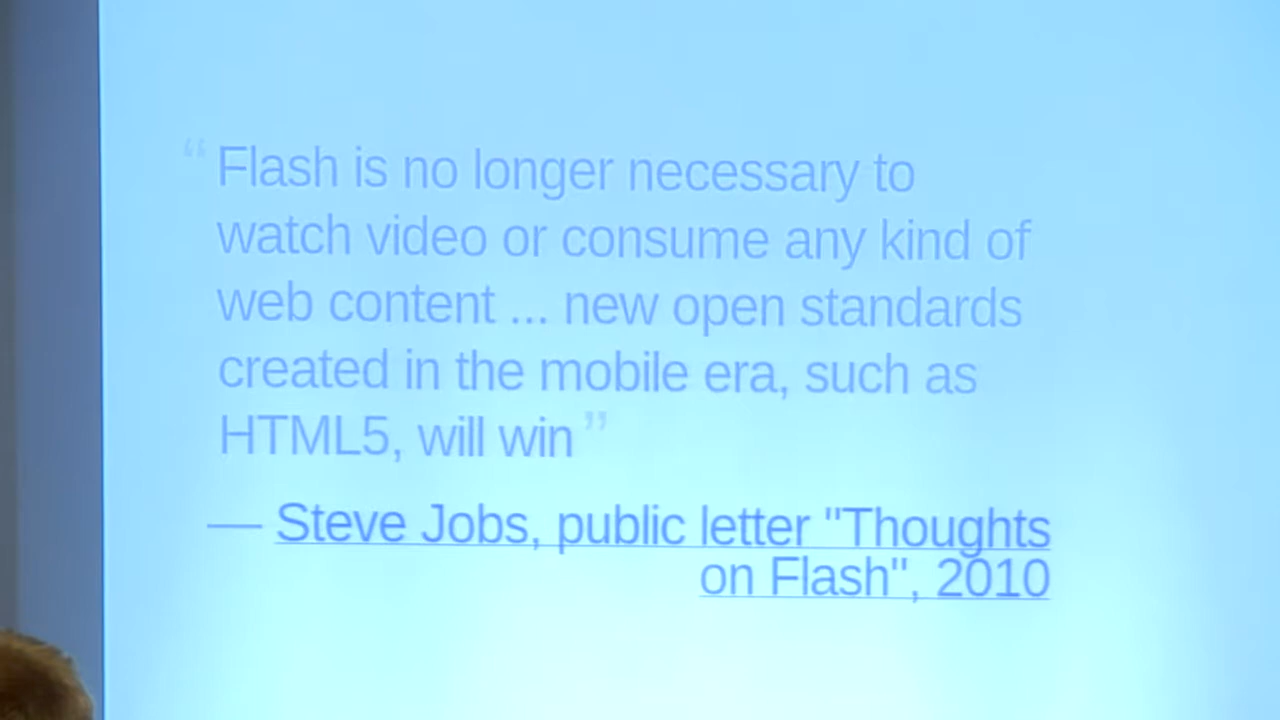 “Flash is no longer necessary to
watch video or consume any kind of
web content ... new open standards
created in the mobile era, such as
HTML5, will win”
— Steve Jobs, public letter "Thoughts
on Flash", 2010